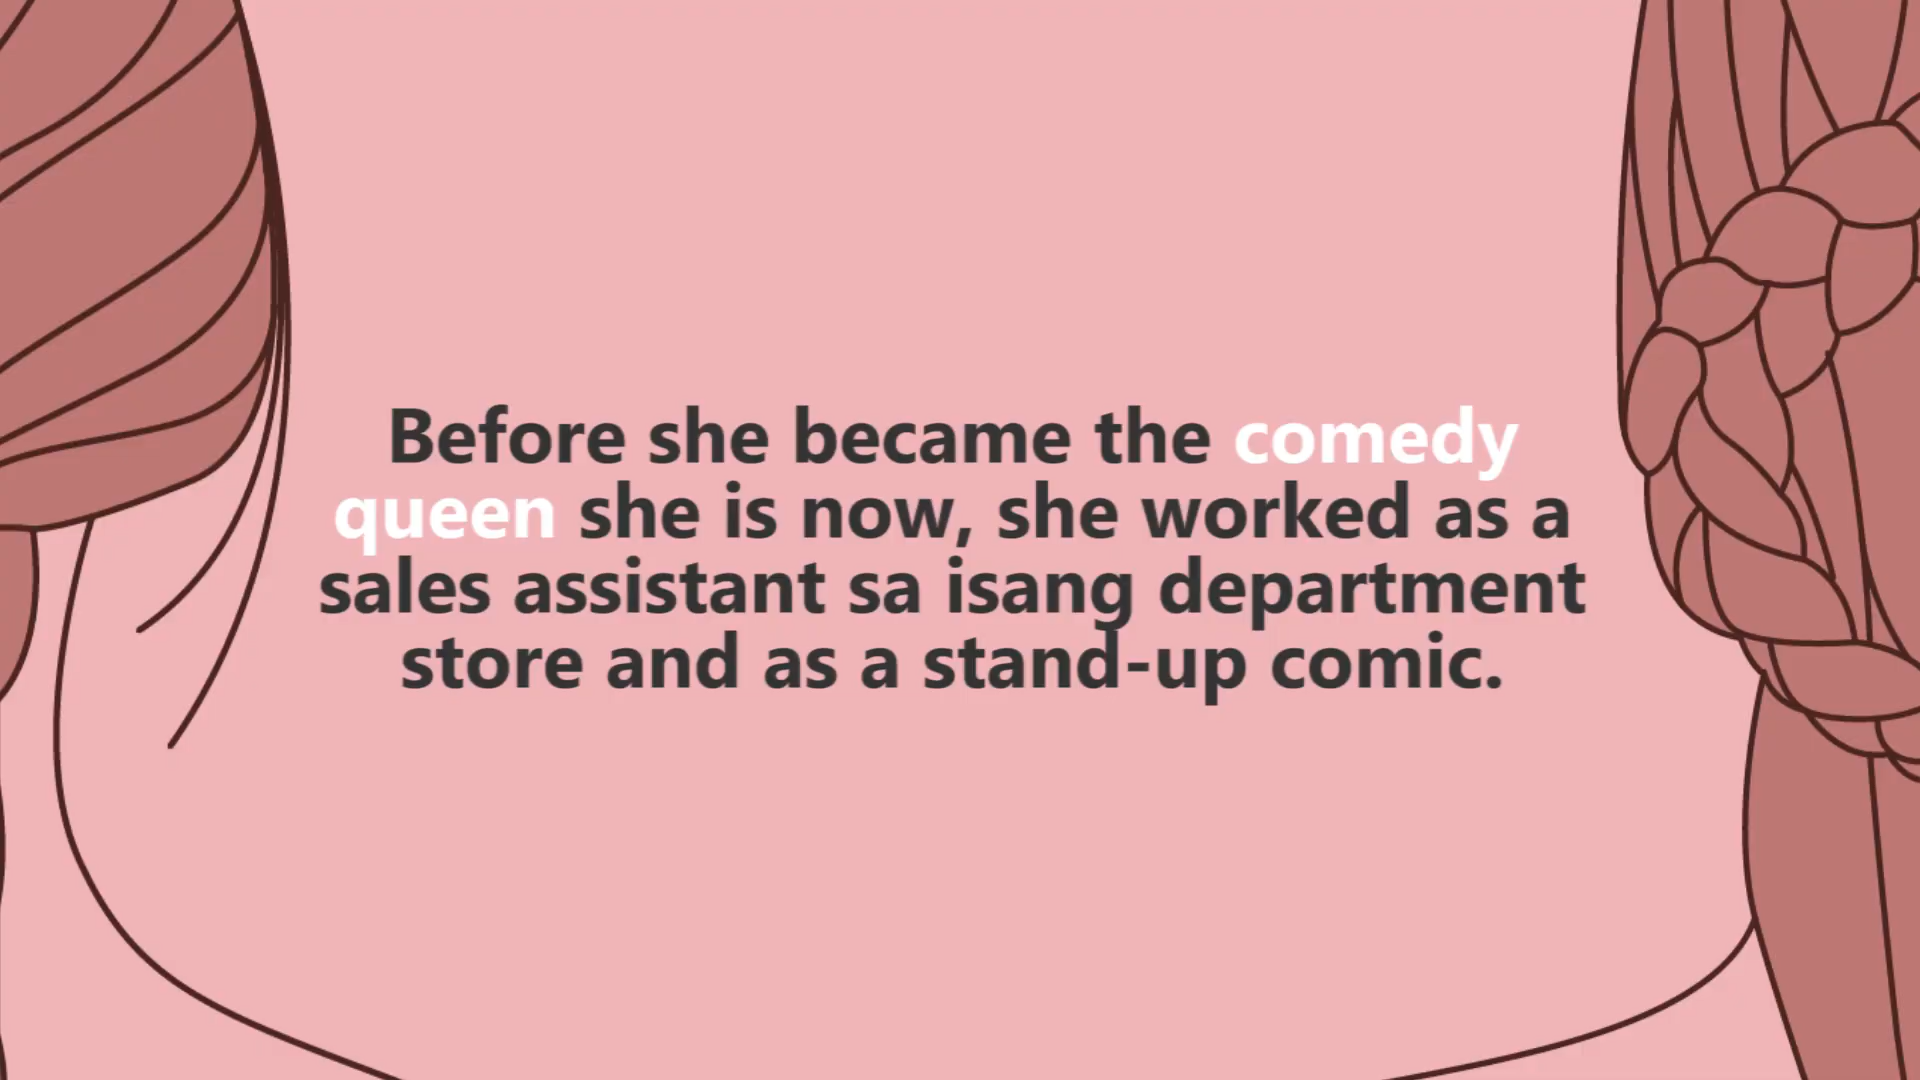 Before she became the comedy
queen she is now, she worked as a
sales assistant sa isang department
store and as a stand-up comic.